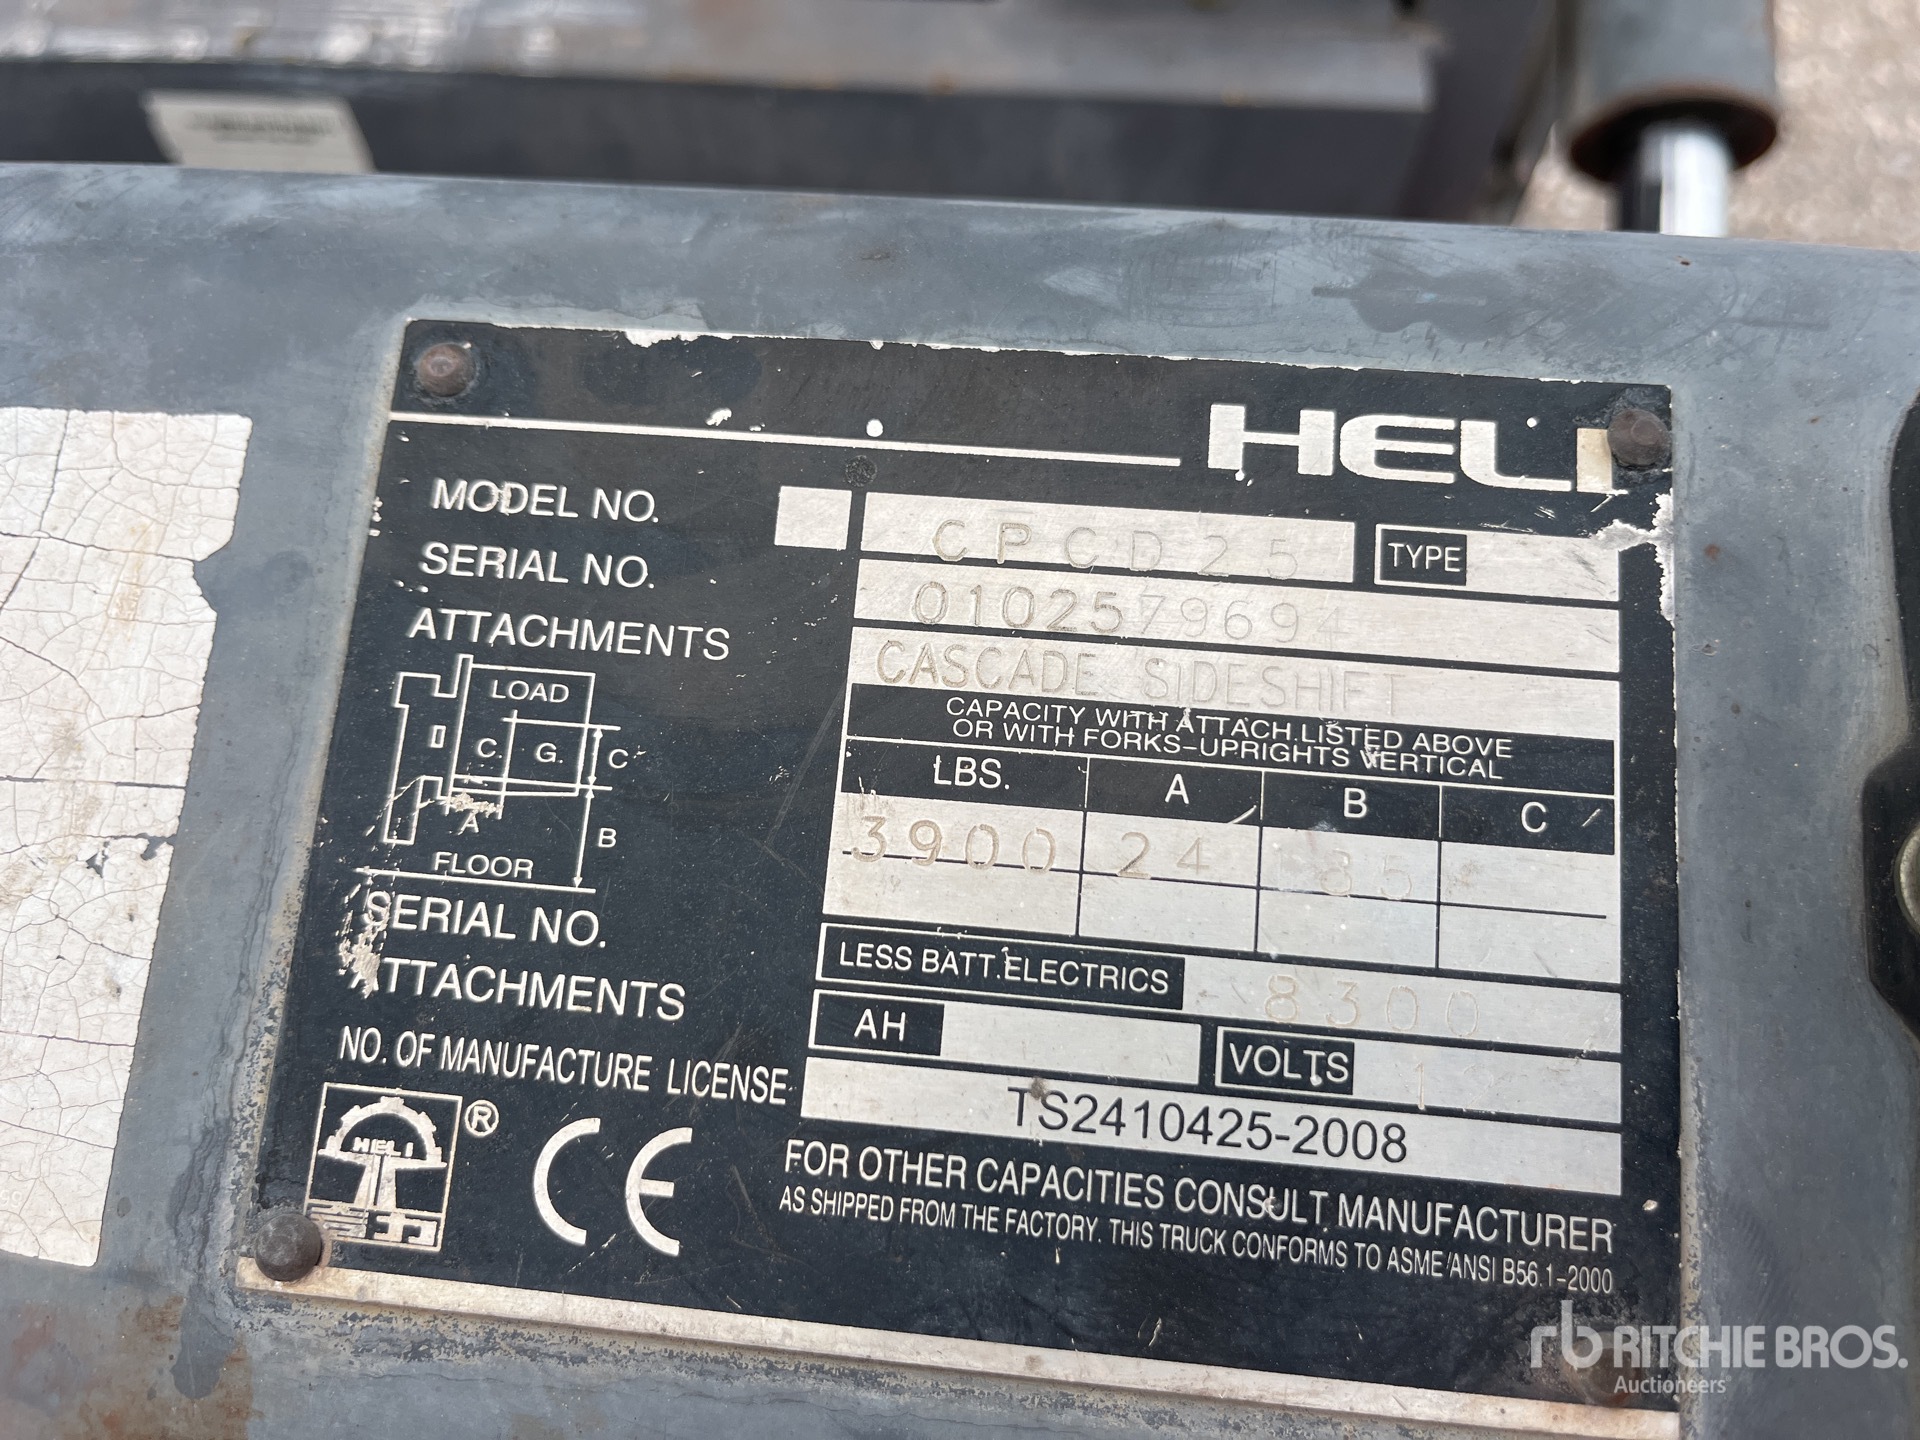 HELI
MODEL NO. CPCD25 TYPE
SERIAL NO. 010257969
ATTACHMENTS CASCADE SIDESHIFT
CAPACITY WITH ATTACH.LISTED ABOVE
OR WITH FORKS-UPRIGHTS VERTICAL
LOAD
C. G. C
A
B
FLOOR
LBS. A B C
3900 24
SERIAL NO.
ATTACHMENTS
LESS BATT.ELECTRICS 8300
AH VOLTS
NO. OF MANUFACTURE LICENSE TS2410425-2008
HELI ®
CE
FOR OTHER CAPACITIES CONSULT MANUFACTURER
AS SHIPPED FROM THE FACTORY. THIS TRUCK CONFORMS TO ASME/ANSI B56.1-2000
rb RITCHIE BROS.
Auctioneers